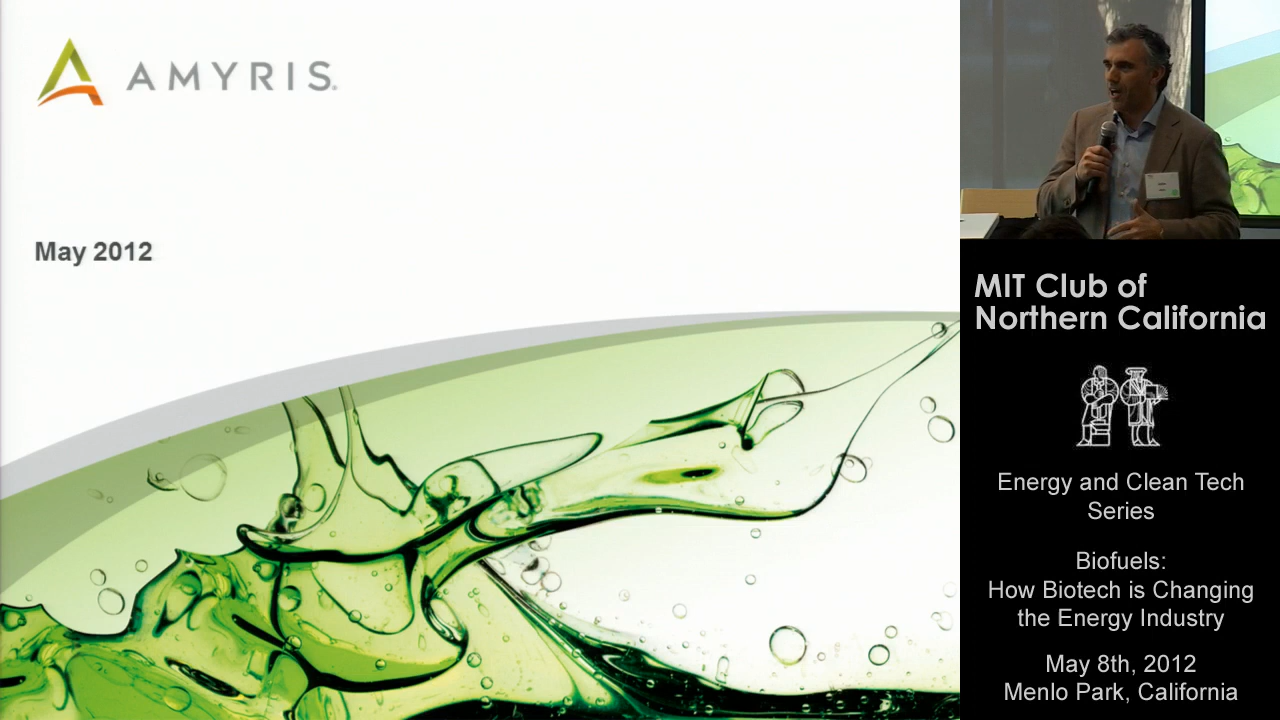 AMYRIS
May 2012
MIT Club of
Northern California
Energy and Clean Tech
Series
Biofuels:
How Biotech is Changing
the Energy Industry
May 8th, 2012
Menlo Park, California